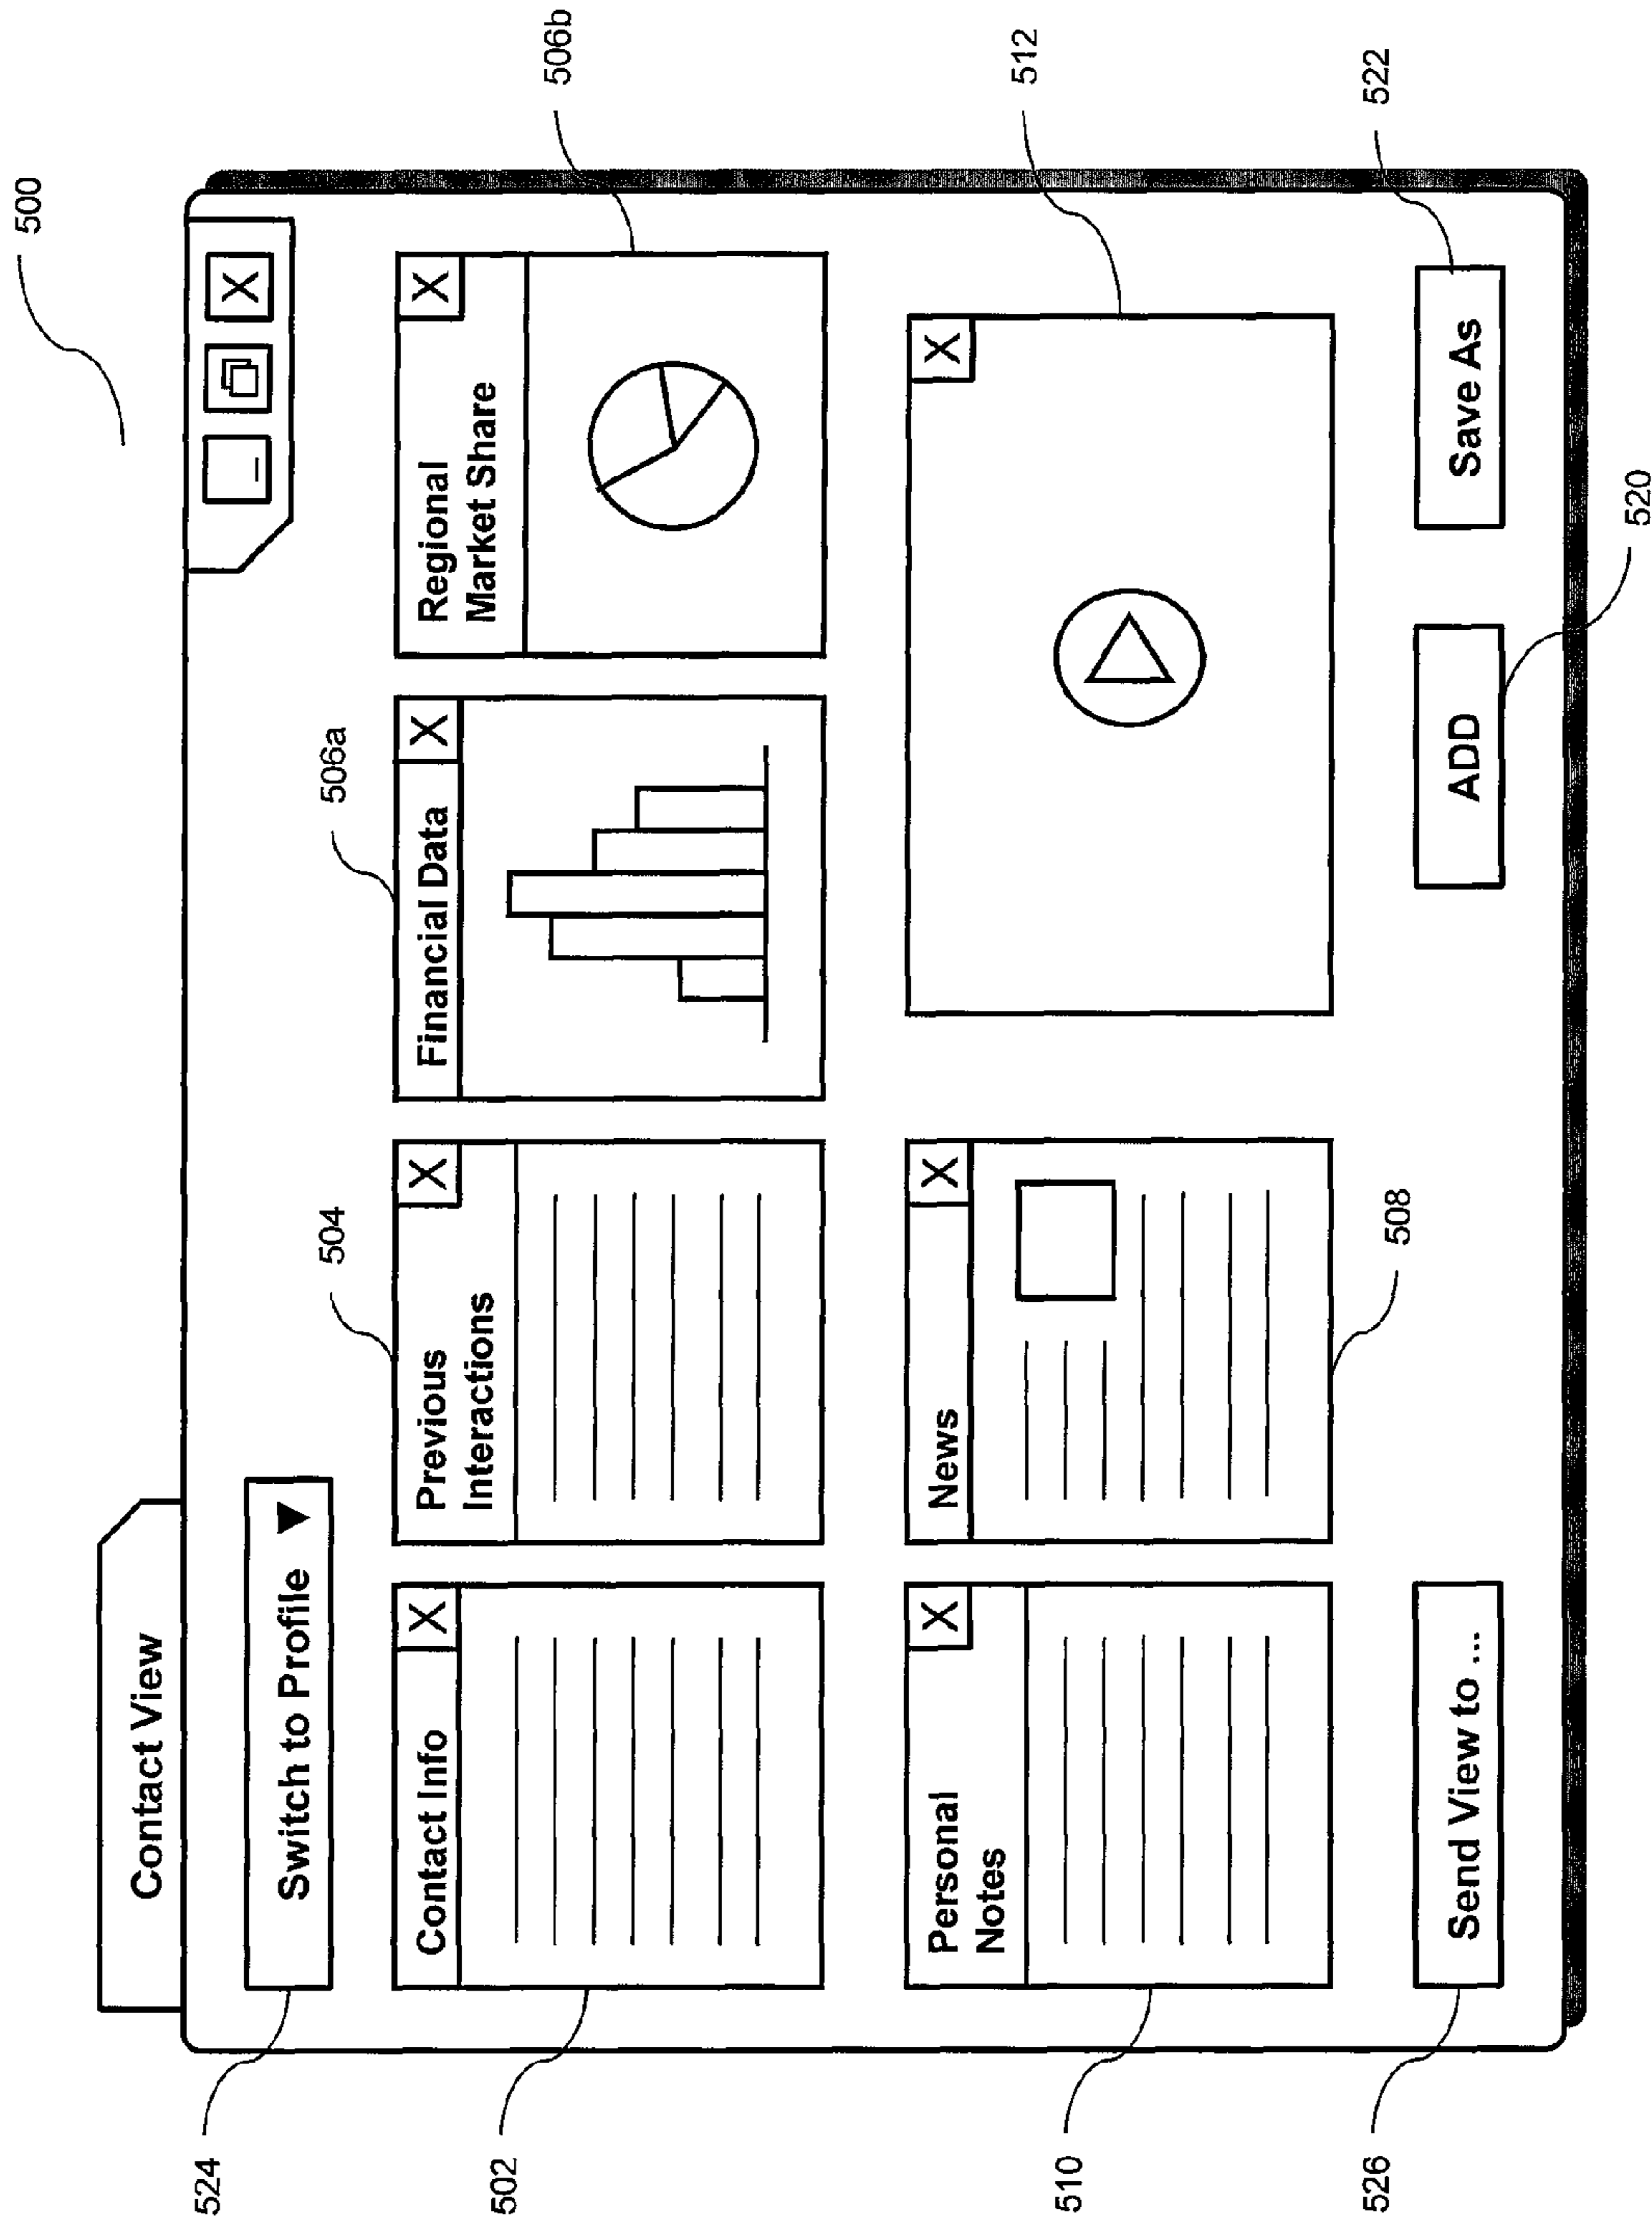 500
Contact View
524
Switch to Profile
X
502
Contact Info
X
504
Previous
Interactions
X
506a
Financial Data
X
506b
Regional
Market Share
X
510
Personal
Notes
X
508
News
X
512
X
526
Send View to ...
520
ADD
522
Save As